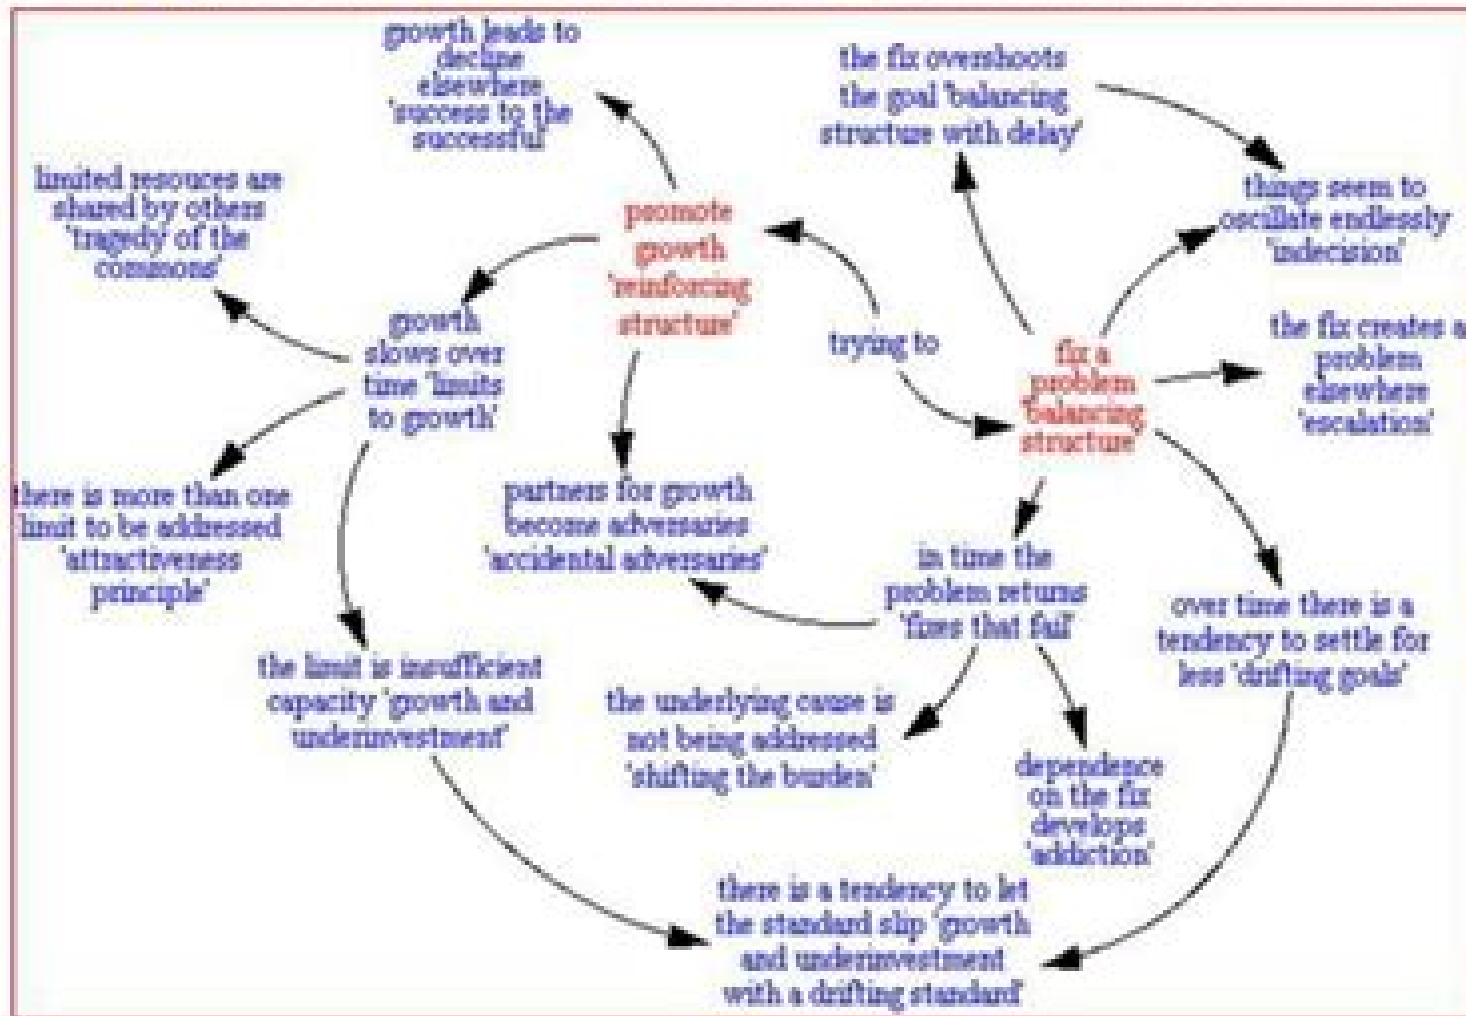 growth leads to
decline
elsewhere
'success to the
successful'
the fix overshoots
the goal 'balancing
structure with delay'
limited resouces are
shared by others
'tragedy of the
commons'
promote
growth
'reinforcing
structure'
things seem to
oscillate endlessly
'indecision'
growth
slows over
time 'limits
to growth'
trying to
fix a
problem
'balancing
structure'
the fix creates a
problem
elsewhere
'escalation'
there is more than one
limit to be addressed
'attractiveness
principle'
partners for growth
become adversaries
'accidental adversaries'
in time the
problem returns
'fixes that fail'
over time there is a
tendency to settle for
less 'drifting goals'
the limit is insufficient
capacity 'growth and
underinvestment'
the underlying cause is
not being addressed
'shifting the burden'
dependence
on the fix
develops
'addiction'
there is a tendency to let
the standard slip 'growth
and underinvestment
with a drifting standard'